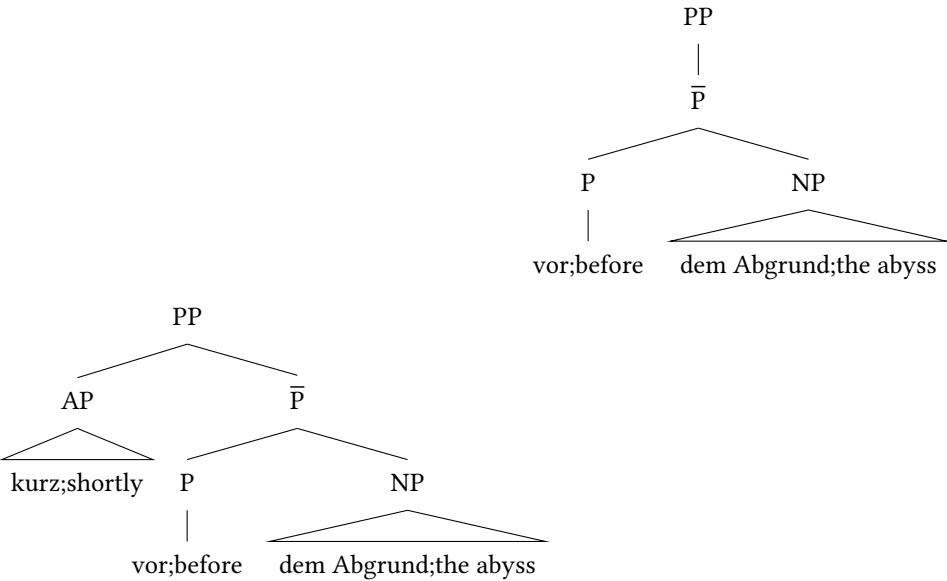 PP
P̅
P NP
vor;before dem Abgrund;the abyss
PP
AP P̅
kurz;shortly P NP
vor;before dem Abgrund;the abyss